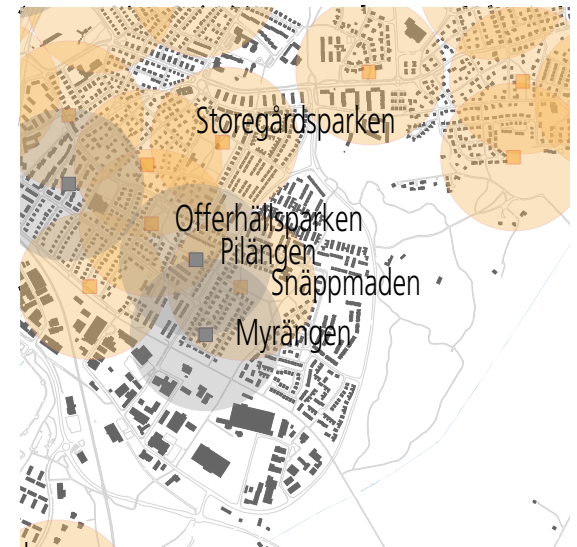 Storegårdsparken
Offerhällsparken
Pilängen
Snäppmaden
Myrängen